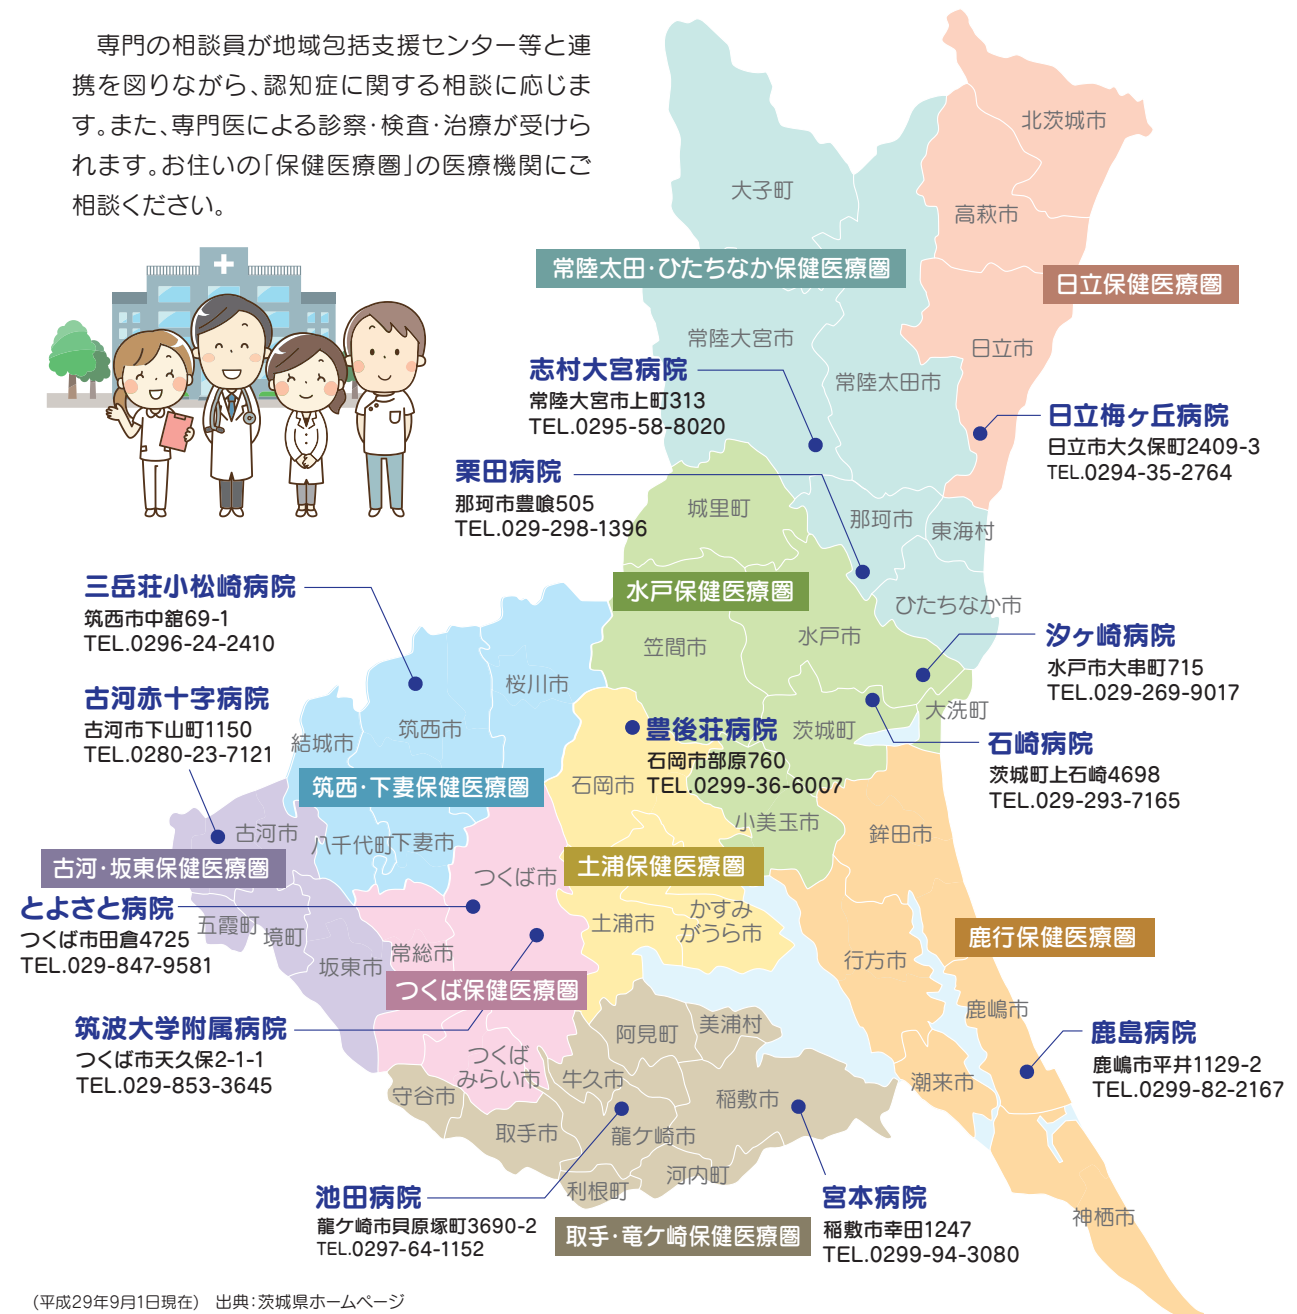 専門の相談員が地域包括支援センター等と連
携を図りながら、認知症に関する相談に応じま
す。また、専門医による診察・検査・治療が受けら
れます。お住いの「保健医療圏」の医療機関にご
相談ください。
北茨城市
大子町
高萩市
常陸太田・ひたちなか保健医療圏
日立保健医療圏
常陸大宮市
日立市
常陸太田市
志村大宮病院
常陸大宮市上町313
TEL.0295-58-8020
日立梅ヶ丘病院
日立市大久保町2409-3
TEL.0294-35-2764
栗田病院
那珂市豊喰505
TEL.029-298-1396
城里町
那珂市
東海村
三岳荘小松崎病院
筑西市中舘69-1
TEL.0296-24-2410
水戸保健医療圏
ひたちなか市
水戸市
笠間市
汐ヶ崎病院
水戸市大串町715
TEL.029-269-9017
桜川市
古河赤十字病院
古河市下山町1150
TEL.0280-23-7121
筑西市
結城市
大洗町
茨城町
豊後荘病院
石岡市部原760
TEL.0299-36-6007
石崎病院
茨城町上石崎4698
TEL.029-293-7165
石岡市
筑西・下妻保健医療圏
小美玉市
鉾田市
古河市
八千代町
下妻市
古河・坂東保健医療圏
土浦保健医療圏
つくば市
とよさと病院
つくば市田倉4725
TEL.029-847-9581
五霞町
境町
土浦市
かすみ
がうら市
鹿行保健医療圏
常総市
坂東市
行方市
つくば保健医療圏
鹿嶋市
筑波大学附属病院
つくば市天久保2-1-1
TEL.029-853-3645
阿見町
美浦村
鹿島病院
鹿嶋市平井1129-2
TEL.0299-82-2167
つくば
みらい市
牛久市
潮来市
守谷市
稲敷市
取手市
龍ケ崎市
河内町
利根町
池田病院
龍ケ崎市貝原塚町3690-2
TEL.0297-64-1152
宮本病院
稲敷市幸田1247
TEL.0299-94-3080
神栖市
取手・竜ケ崎保健医療圏
(平成29年9月1日現在) 出典:茨城県ホームページ